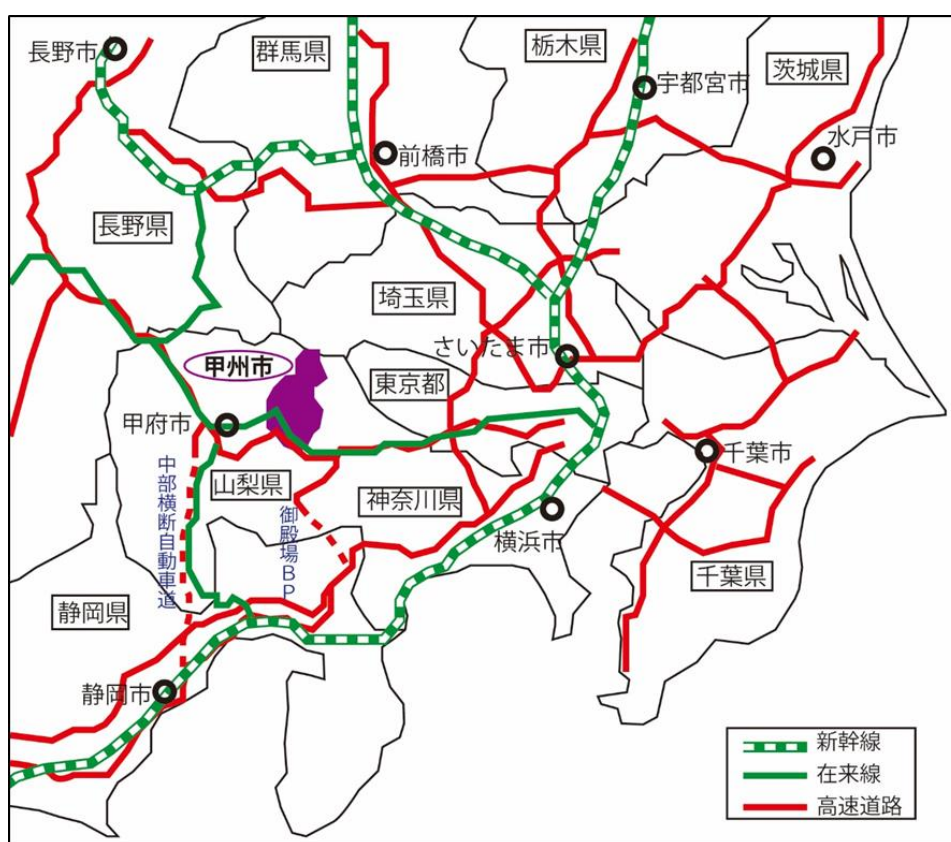 長野市
群馬県
栃木県
宇都宮市
茨城県
水戸市
前橋市
長野県
埼玉県
さいたま市
甲州市
東京都
甲府市
千葉市
山梨県
神奈川県
中部横断自動車道
御殿場BP
横浜市
千葉県
静岡県
静岡市
新幹線
在来線
高速道路